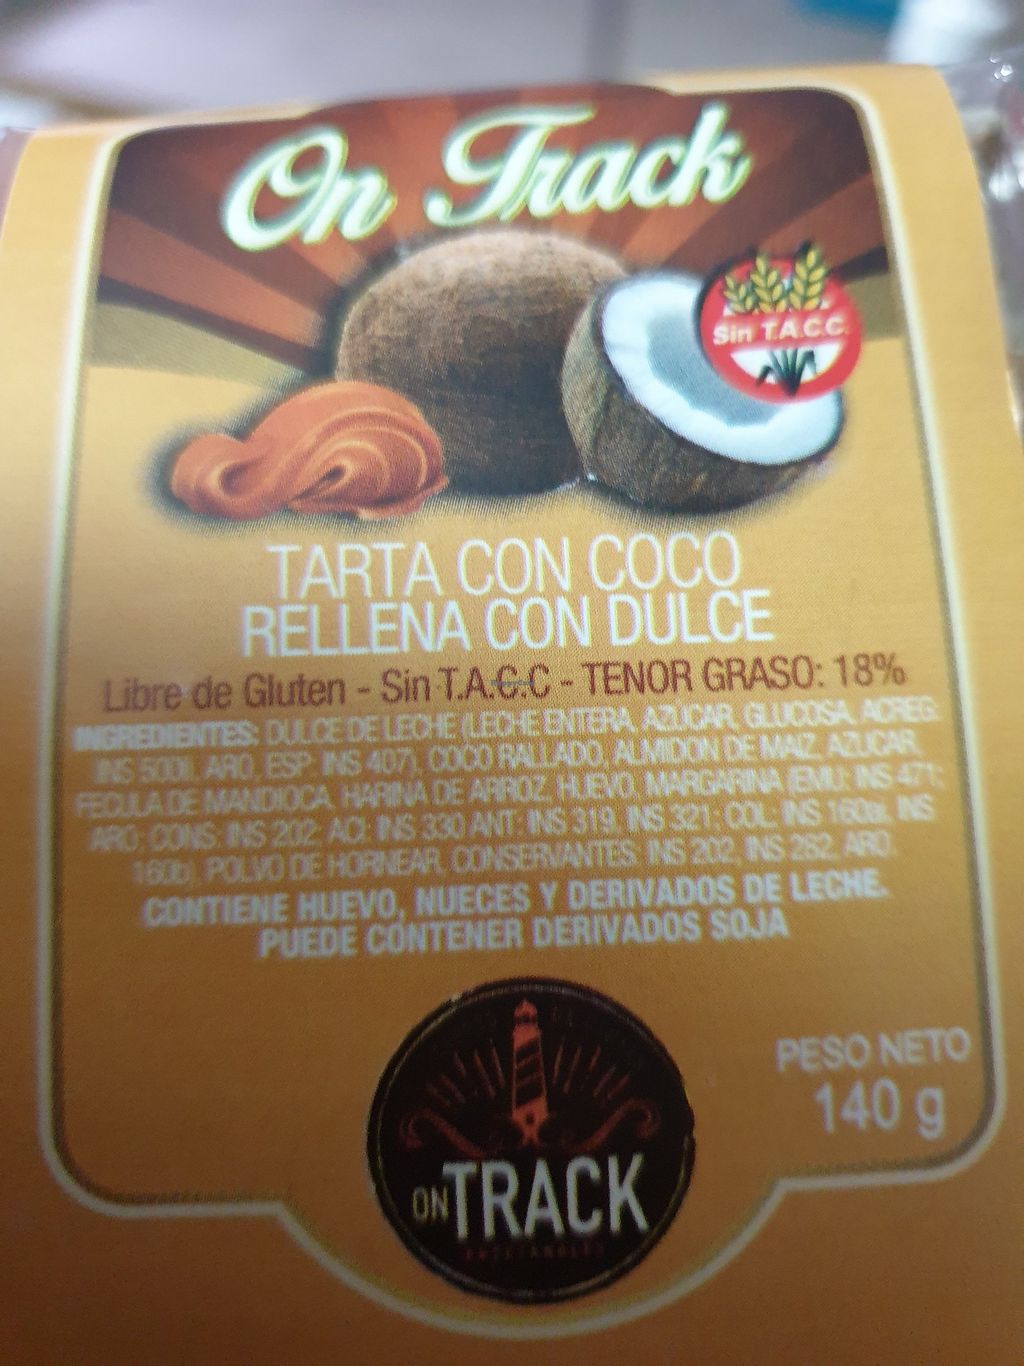 On Track
Sin T.A.C.C.
TARTA CON COCO
RELLENA CON DULCE
Libre de Gluten - Sin T.A.C.C - TENOR GRASO: 18%
INGREDIENTES: DULCE DE LECHE (LECHE ENTERA, AZUCAR, GLUCOSA, ACREG:
INS 500II, ARO, ESP: INS 407), COCO RALLADO, ALMIDON DE MAIZ, AZUCAR,
FECULA DE MANDIOCA, HARINA DE ARROZ, HUEVO, MARGARINA (EMU: INS 471;
ARO; CONS: INS 202; ACI: INS 330 ANT: INS 319, INS 321; COL: INS 160ai, INS
160b), POLVO DE HORNEAR, CONSERVANTES: INS 202, INS 282, ARO.
CONTIENE HUEVO, NUECES Y DERIVADOS DE LECHE.
PUEDE CONTENER DERIVADOS SOJA
PESO NETO
140 g
ON TRACK
ARTESANALES